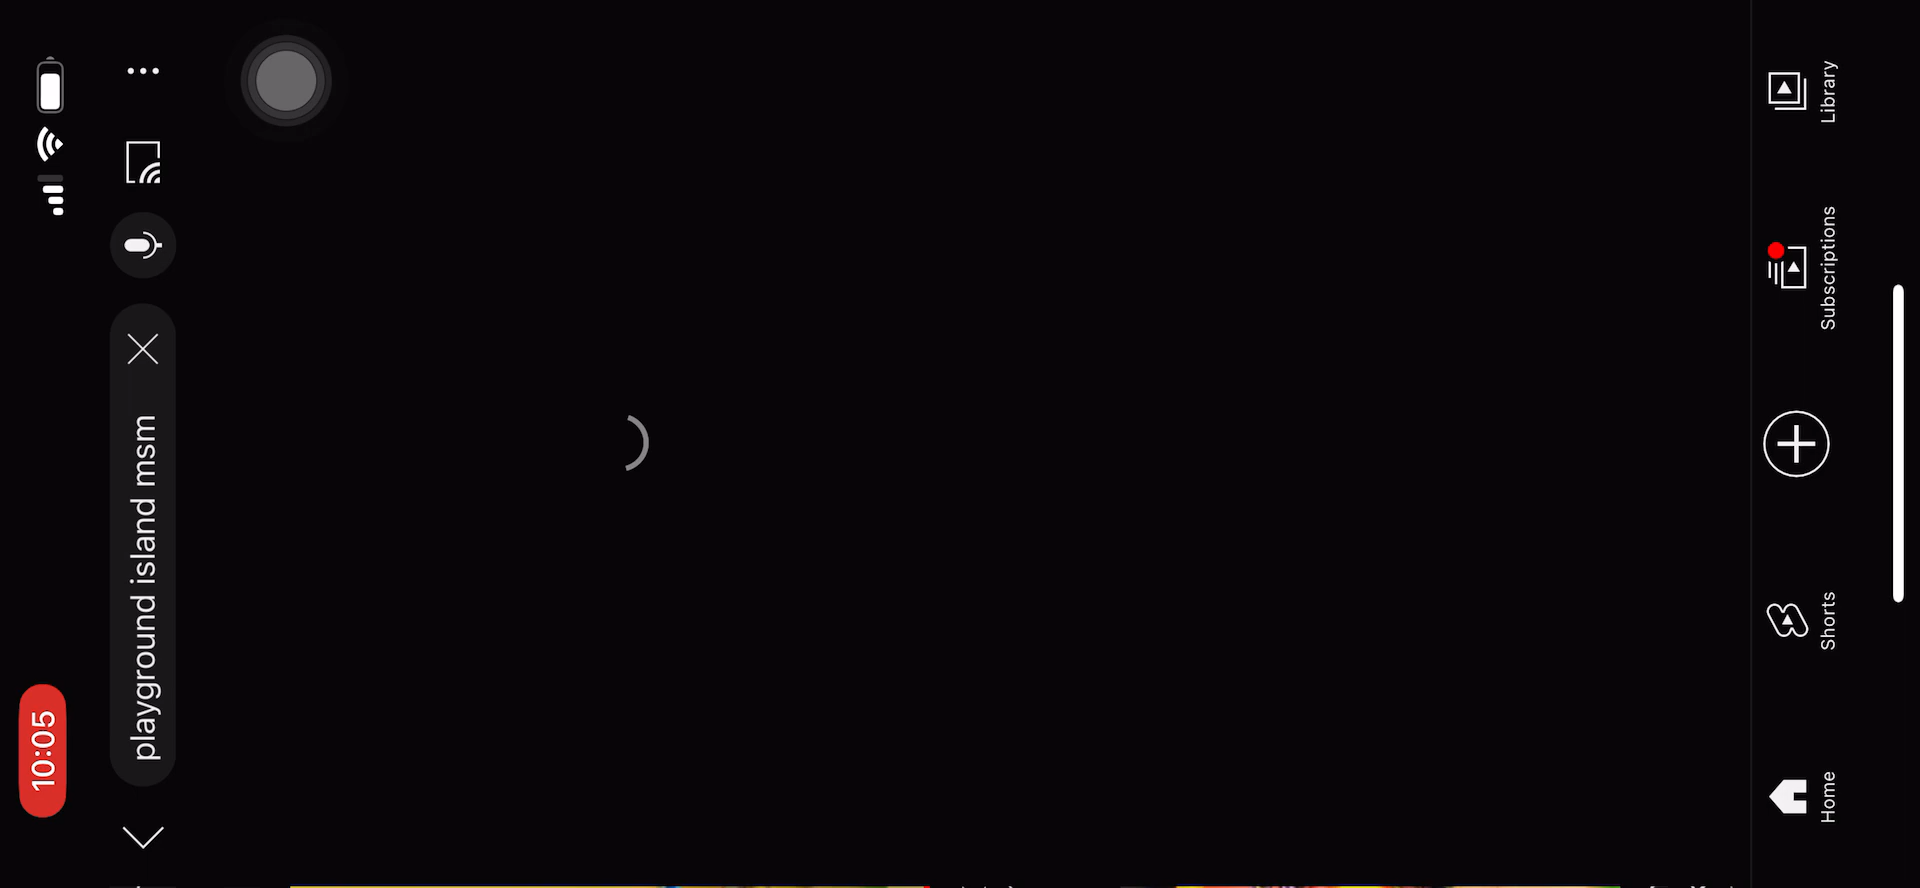 10:05
playground island msm
Home
Shorts
Subscriptions
Library